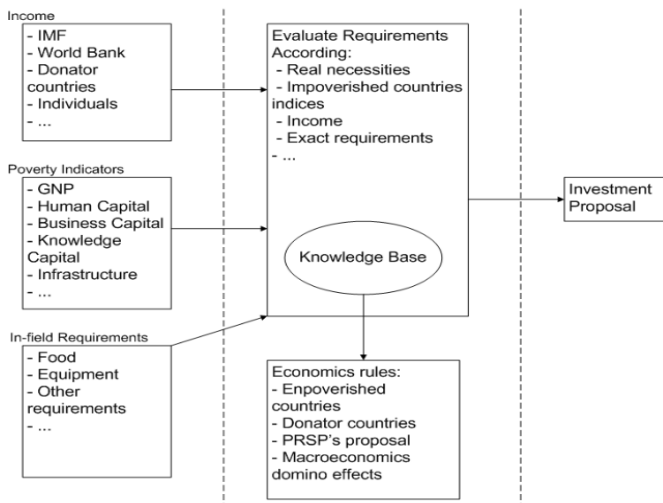 Income
- IMF
- World Bank
- Donator
countries
- Individuals
- ...
Poverty Indicators
- GNP
- Human Capital
- Business Capital
- Knowledge
Capital
- Infrastructure
- ...
In-field Requirements
- Food
- Equipment
- Other
requirements
- ...
Evaluate Requirements
According:
- Real necessities
- Impoverished countries
indices
- Income
- Exact requirements
- ...
Knowledge Base
Economics rules:
- Enpoverished
countries
- Donator countries
- PRSP's proposal
- Macroeconomics
domino effects
Investment
Proposal